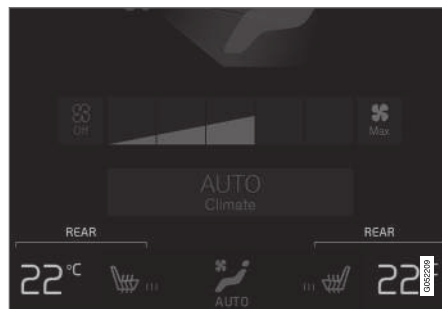 Off
Max
AUTO
Climate
REAR REAR
22°C 22°
AUTO
G052209